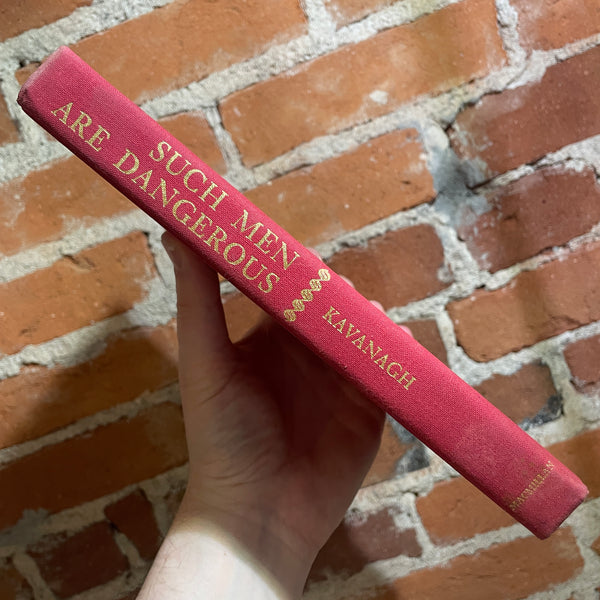 SUCH MEN
ARE DANGEROUS
KAVANAGH
MACMILLAN